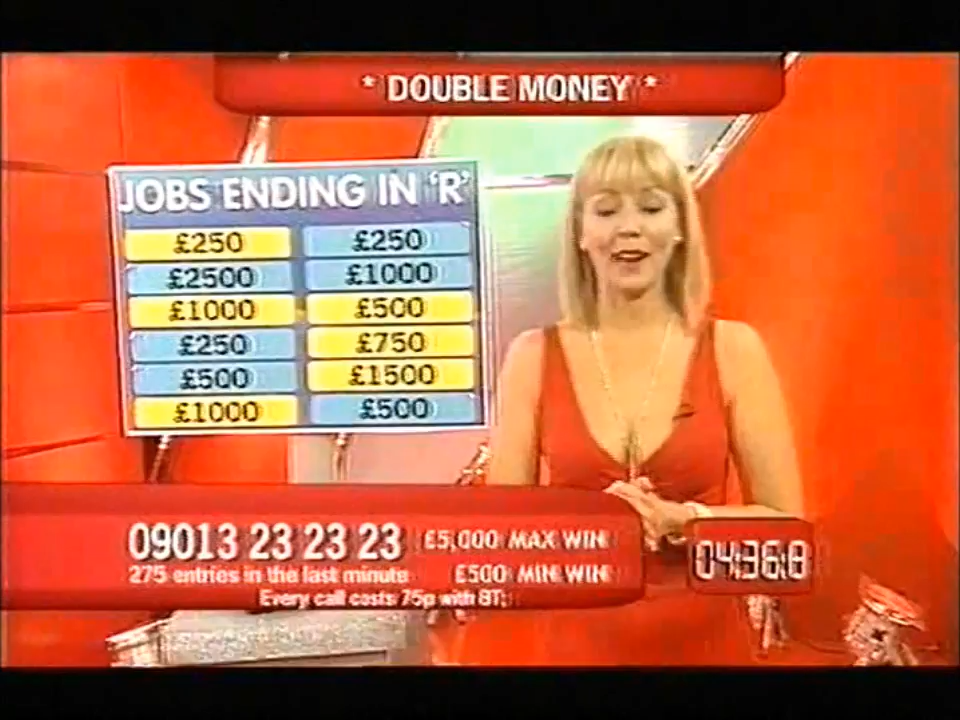 * DOUBLE MONEY *
JOBS ENDING IN 'R'
£250 £250
£2500 £1000
£1000 £500
£250 £750
£500 £1500
£1000 £500
09013 23 23 23 £5,000 MAX WIN
275 entries in the last minute £500 MIN WIN
Every call costs 75p with BT;
04:36:8